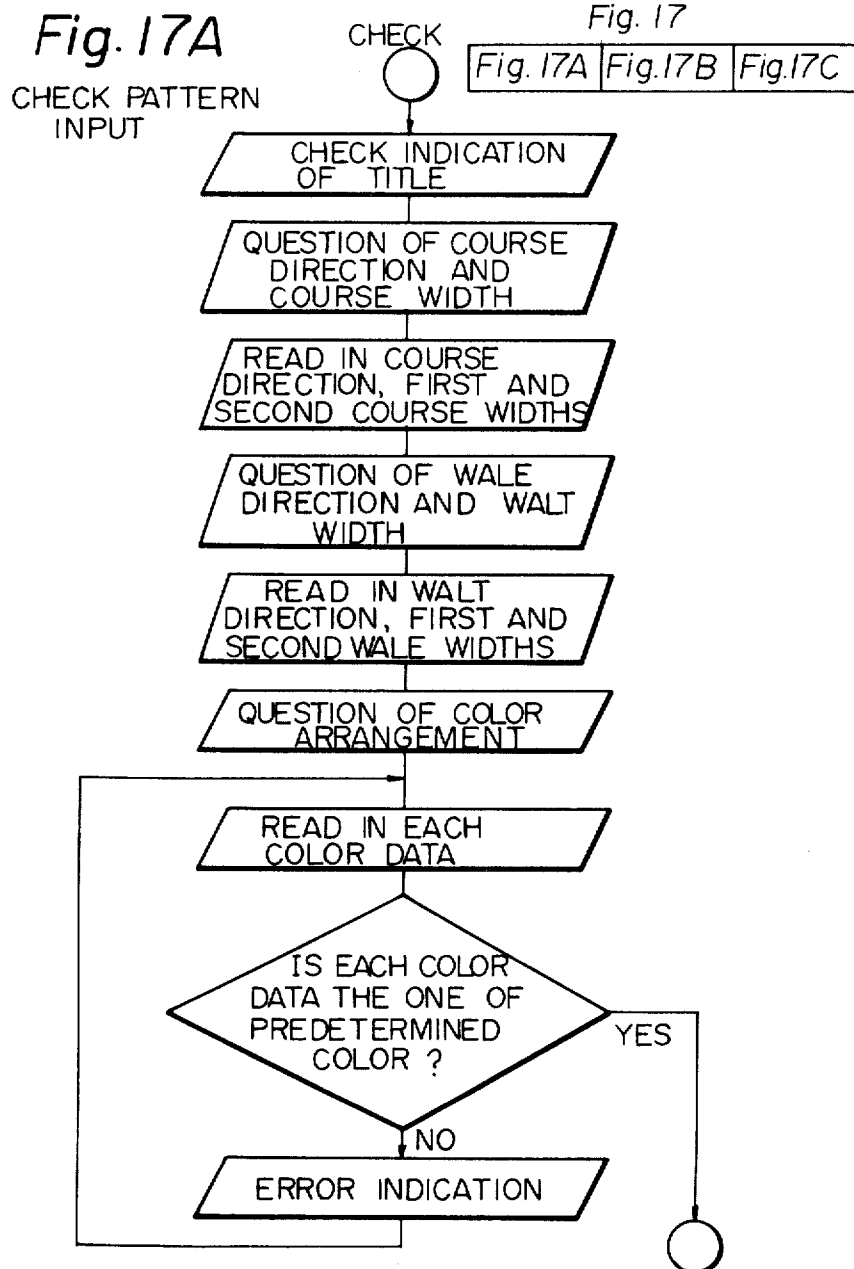 Fig. 17A
CHECK PATTERN
INPUT
CHECK
Fig. 17
Fig. 17A Fig. 17B Fig. 17C
CHECK INDICATION
OF TITLE
QUESTION OF COURSE
DIRECTION AND
COURSE WIDTH
READ IN COURSE
DIRECTION, FIRST AND
SECOND COURSE WIDTHS
QUESTION OF WALE
DIRECTION AND WALT
WIDTH
READ IN WALT
DIRECTION, FIRST AND
SECOND WALE WIDTHS
QUESTION OF COLOR
ARRANGEMENT
READ IN EACH
COLOR DATA
IS EACH COLOR
DATA THE ONE OF
PREDETERMINED
COLOR ?
YES
NO
ERROR INDICATION